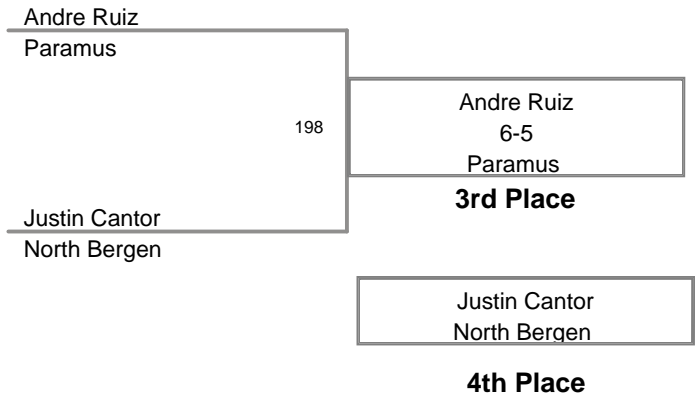 Andre Ruiz
Paramus
198
Andre Ruiz
6-5
Paramus
3rd Place
Justin Cantor
North Bergen
Justin Cantor
North Bergen
4th Place